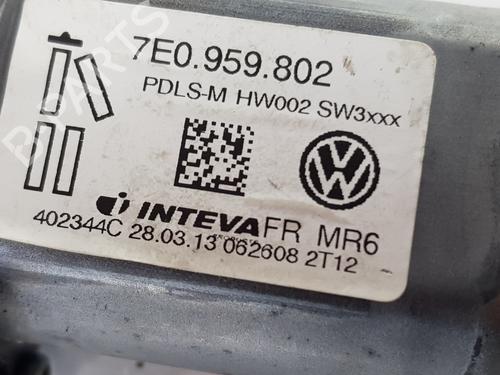 7E0.959.802
PDLS-M HW002 SW3xxx
INTEVA FR MR6
402344C 28.03.13 062608 2T12